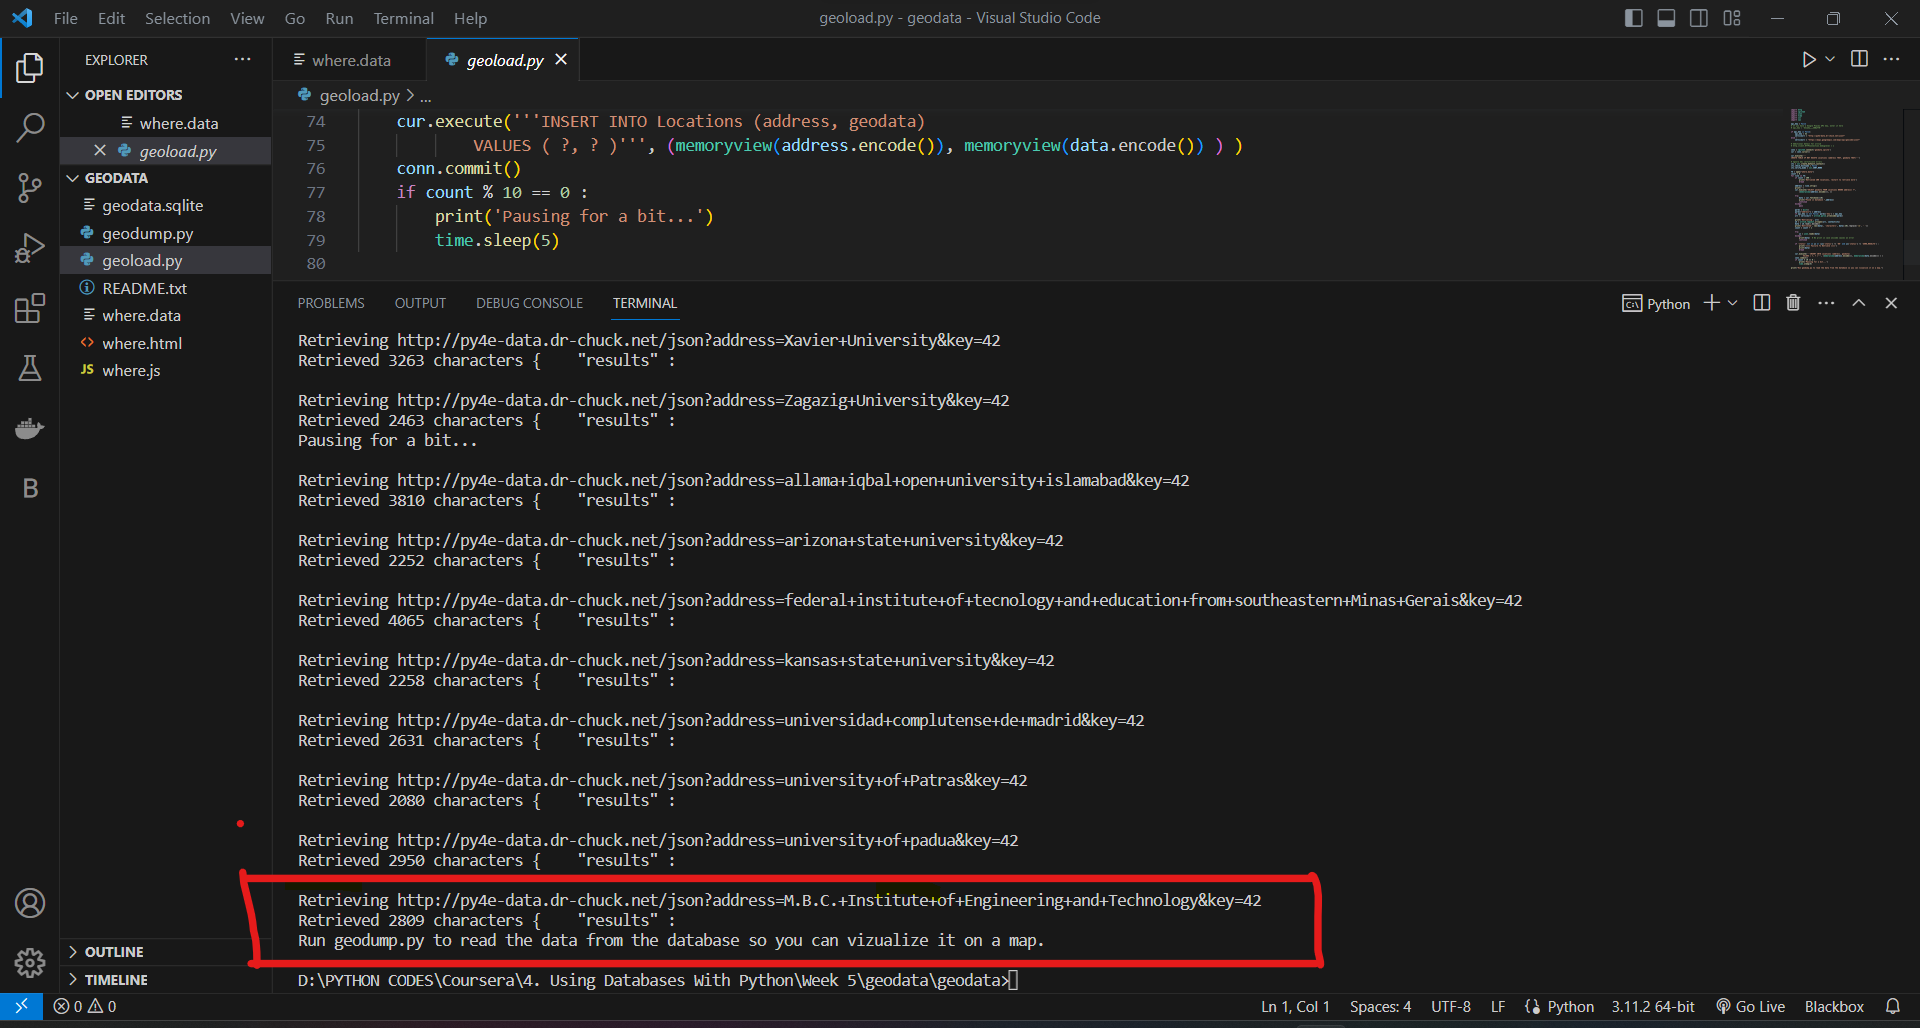 File Edit Selection View Go Run Terminal Help
geoload.py - geodata - Visual Studio Code
EXPLORER
where.data
geoload.py
OPEN EDITORS
where.data
geoload.py
GEODATA
geodata.sqlite
geodump.py
geoload.py
README.txt
where.data
where.html
JS where.js
OUTLINE
TIMELINE
B
geoload.py > ...
74 cur.execute('''INSERT INTO Locations (address, geodata)
75 VALUES ( ?, ? )''', (memoryview(address.encode()), memoryview(data.encode()) ) )
76 conn.commit()
77 if count % 10 == 0 :
78 print('Pausing for a bit...')
79 time.sleep(5)
80
PROBLEMS OUTPUT DEBUG CONSOLE TERMINAL
Python
Retrieving http://py4e-data.dr-chuck.net/json?address=Xavier+University&key=42
Retrieved 3263 characters { "results" :
Retrieving http://py4e-data.dr-chuck.net/json?address=Zagazig+University&key=42
Retrieved 2463 characters { "results" :
Pausing for a bit...
Retrieving http://py4e-data.dr-chuck.net/json?address=allama+iqbal+open+university+islamabad&key=42
Retrieved 3810 characters { "results" :
Retrieving http://py4e-data.dr-chuck.net/json?address=arizona+state+university&key=42
Retrieved 2252 characters { "results" :
Retrieving http://py4e-data.dr-chuck.net/json?address=federal+institute+of+tecnology+and+education+from+southeastern+Minas+Gerais&key=42
Retrieved 4065 characters { "results" :
Retrieving http://py4e-data.dr-chuck.net/json?address=kansas+state+university&key=42
Retrieved 2258 characters { "results" :
Retrieving http://py4e-data.dr-chuck.net/json?address=universidad+complutense+de+madrid&key=42
Retrieved 2631 characters { "results" :
Retrieving http://py4e-data.dr-chuck.net/json?address=university+of+Patras&key=42
Retrieved 2080 characters { "results" :
Retrieving http://py4e-data.dr-chuck.net/json?address=university+of+padua&key=42
Retrieved 2950 characters { "results" :
Retrieving http://py4e-data.dr-chuck.net/json?address=M.B.C.+Institute+of+Engineering+and+Technology&key=42
Retrieved 2809 characters { "results" :
Run geodump.py to read the data from the database so you can vizualize it on a map.
D:\PYTHON CODES\Coursera\4. Using Databases With Python\Week 5\geodata\geodata>
0 0
Ln 1, Col 1 Spaces: 4 UTF-8 LF Python 3.11.2 64-bit Go Live Blackbox